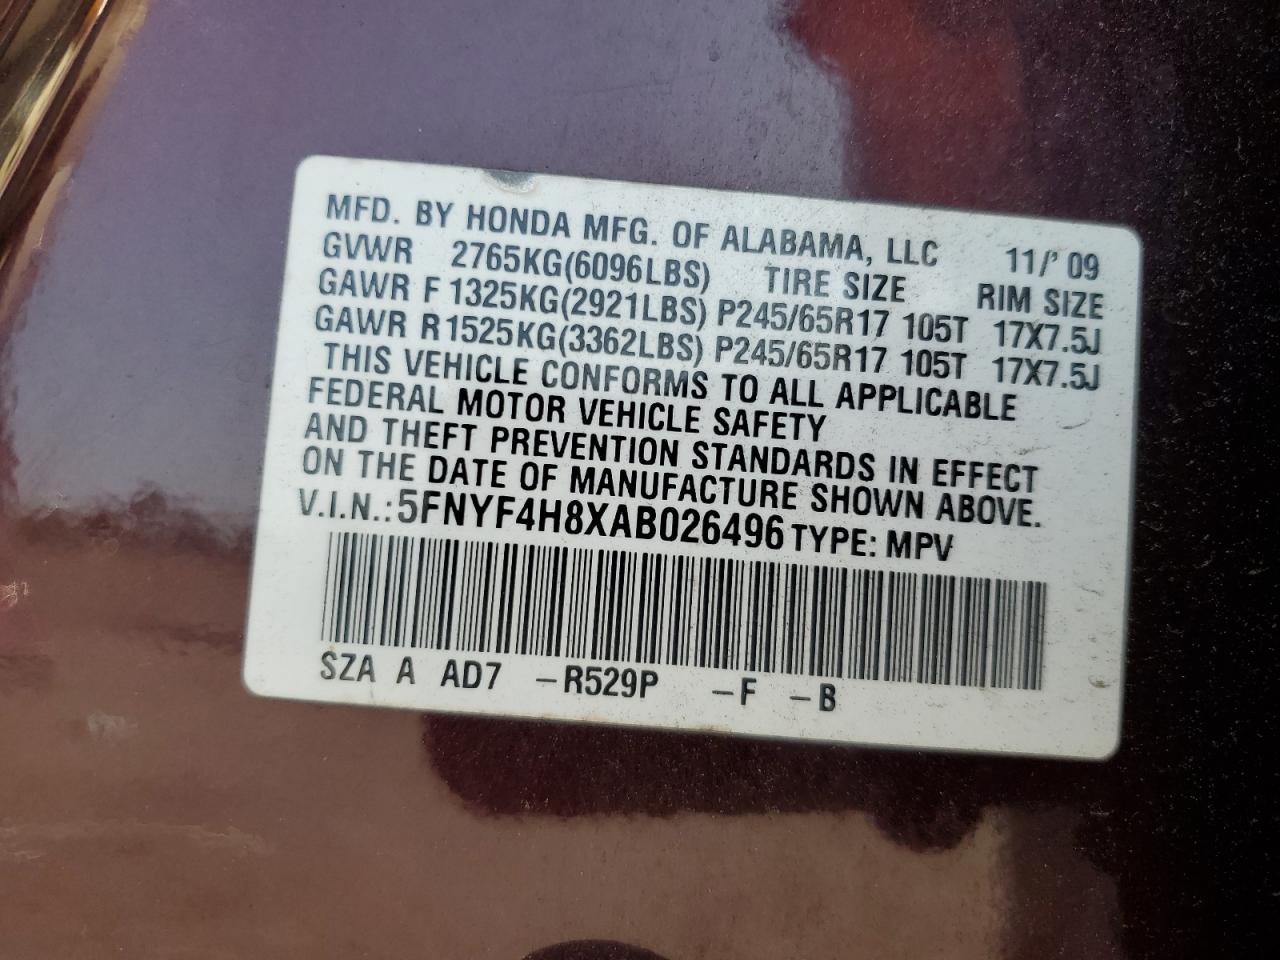 MFD. BY HONDA MFG. OF ALABAMA, LLC 11/' 09
GVWR 2765KG(6096LBS) TIRE SIZE RIM SIZE
GAWR F 1325KG(2921LBS) P245/65R17 105T 17X7.5J
GAWR R 1525KG(3362LBS) P245/65R17 105T 17X7.5J
THIS VEHICLE CONFORMS TO ALL APPLICABLE
FEDERAL MOTOR VEHICLE SAFETY
AND THEFT PREVENTION STANDARDS IN EFFECT
ON THE DATE OF MANUFACTURE SHOWN ABOVE.
V.I.N.: 5FNYF4H8XAB026496 TYPE: MPV
SZA A AD7 –R529P –F –B